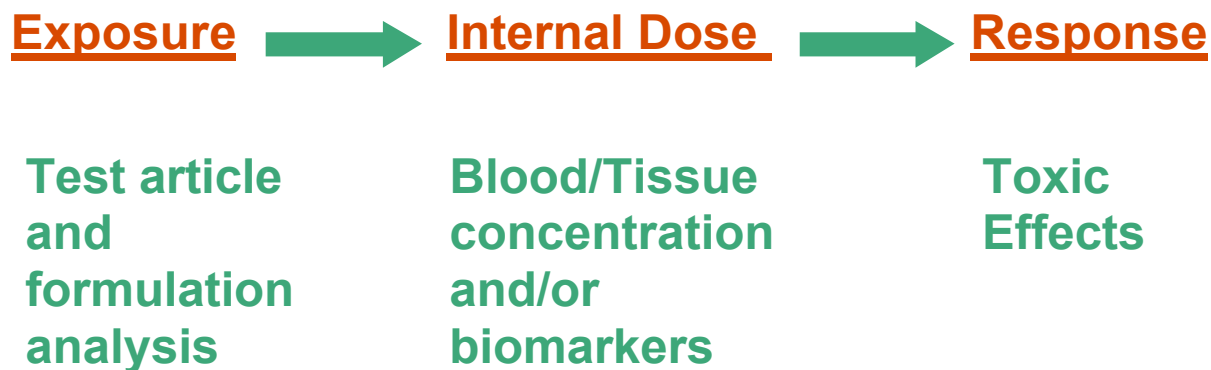 Exposure Internal Dose Response
Test article
and
formulation
analysis
Blood/Tissue
concentration
and/or
biomarkers
Toxic
Effects